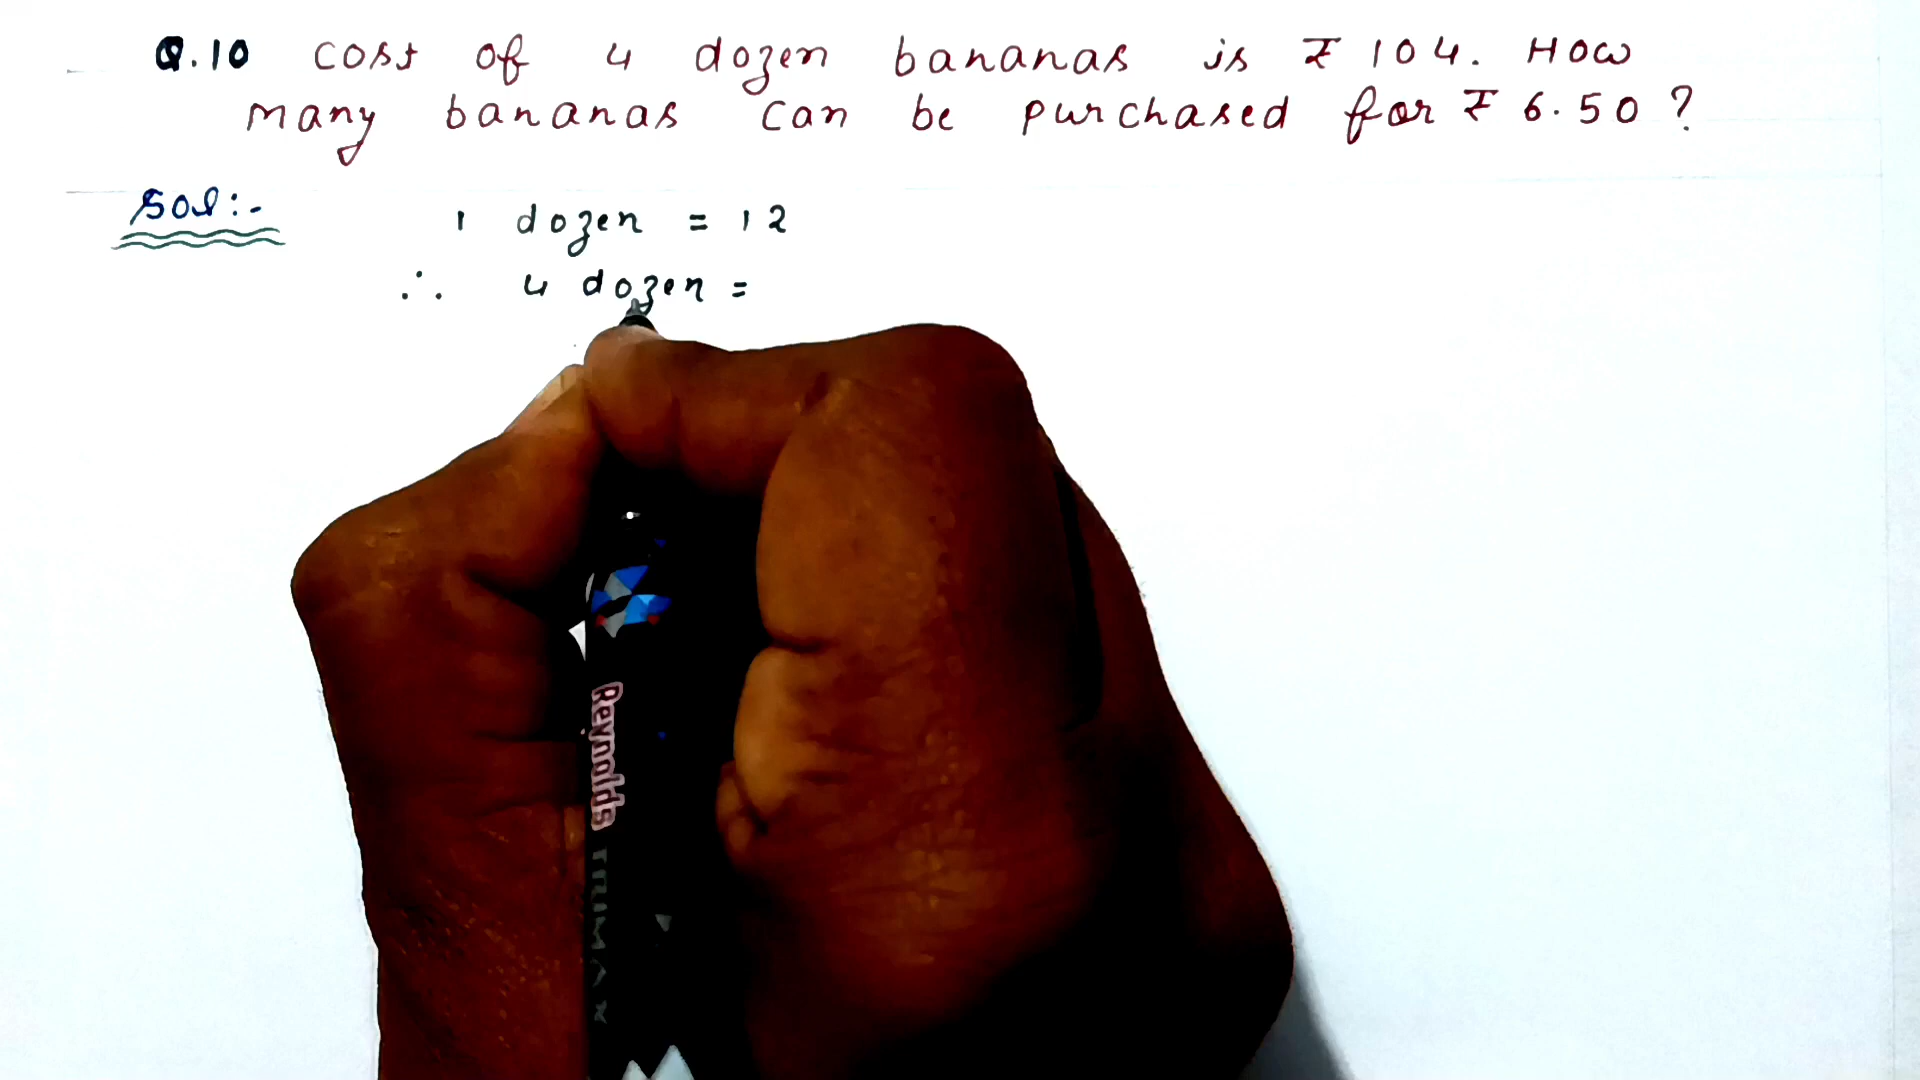 Q.10 Cost of 4 dozen bananas is ₹ 104. How
many bananas can be purchased for ₹ 6.50 ?
Sol:-
1 dozen = 12
∴ 4 dozen =
Reynolds
TRIMAX